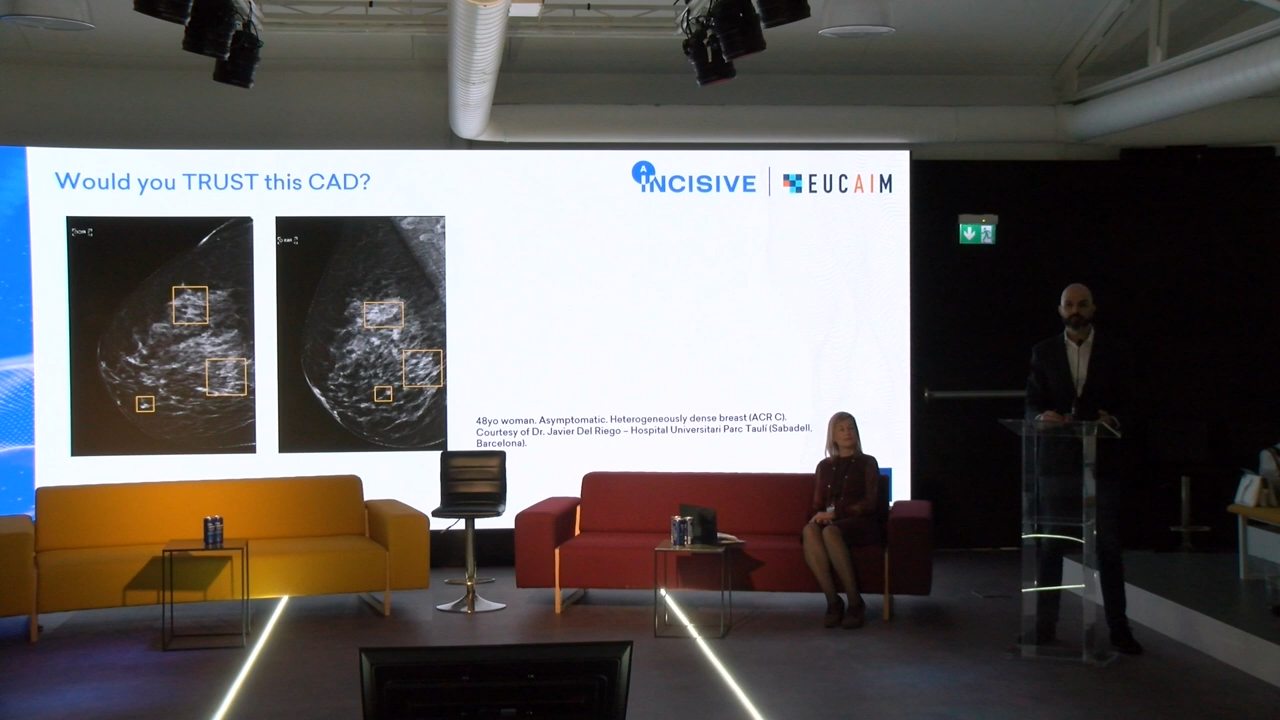 Would you TRUST this CAD?
AI
INCISIVE
EUCAIM
48yo woman. Asymptomatic. Heterogeneously dense breast (ACR C).
Courtesy of Dr. Javier Del Riego – Hospital Universitari Parc Taulí (Sabadell,
Barcelona).